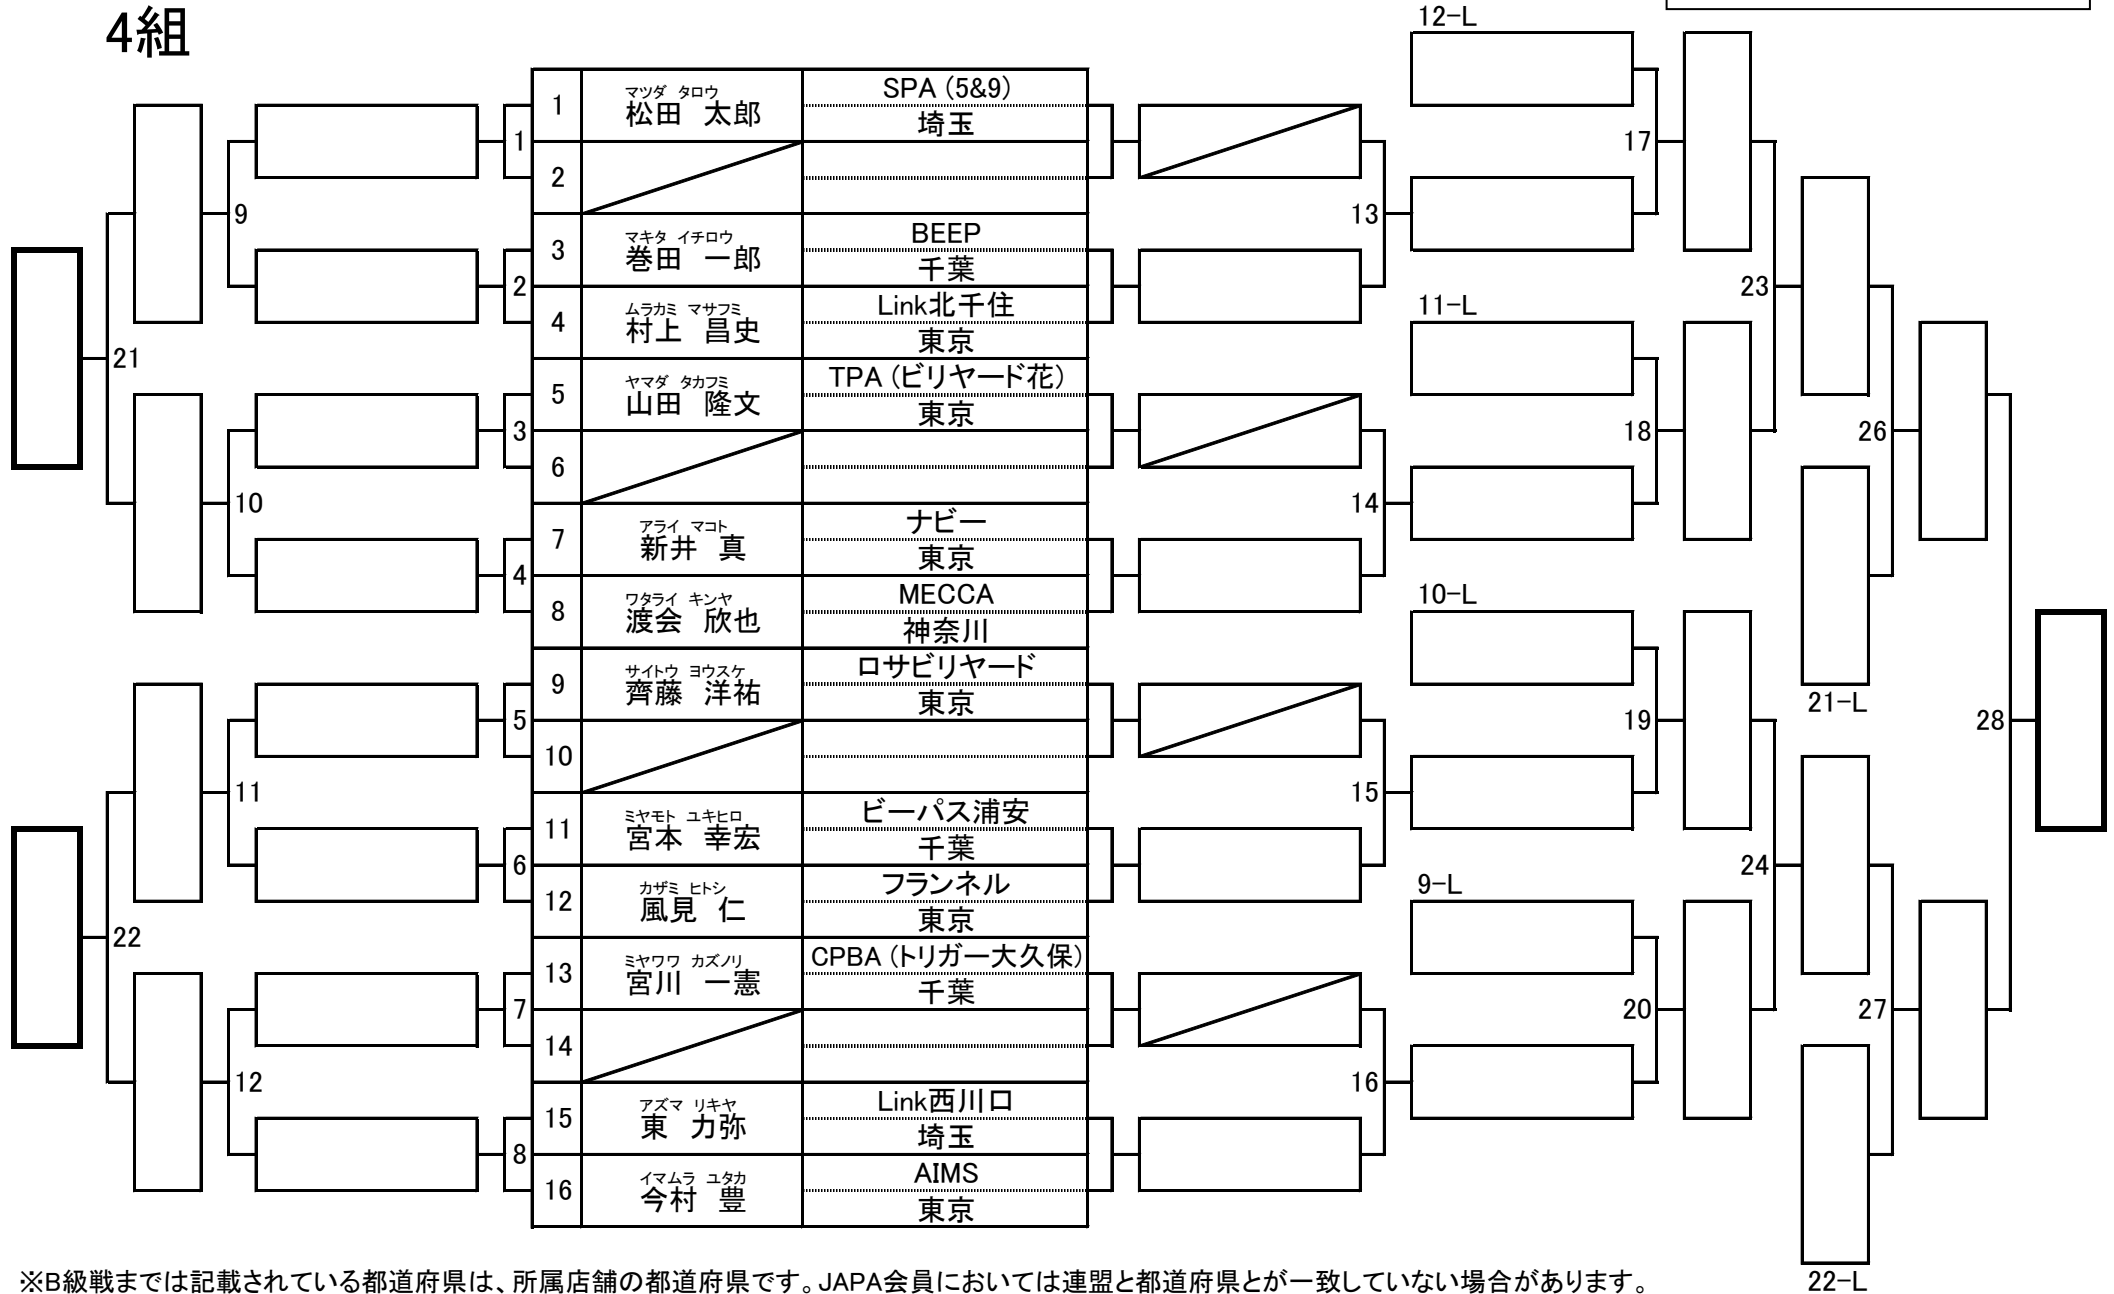 4組
1
マツダ タロウ
松田 太郎
SPA (5&9)
埼玉
2
3
マキタ イチロウ
巻田 一郎
BEEP
千葉
4
ムラカミ マサフミ
村上 昌史
Link北千住
東京
5
ヤマダ タカフミ
山田 隆文
TPA (ビリヤード花)
東京
6
7
アライ マコト
新井 真
ナビー
東京
8
ワタライ キンヤ
渡会 欣也
MECCA
神奈川
9
サイトウ ヨウスケ
齊藤 洋祐
ロサビリヤード
東京
10
11
ミヤモト ユキヒロ
宮本 幸宏
ビーパス浦安
千葉
12
カザミ ヒトシ
風見 仁
フランネル
東京
13
ミヤワワ カズノリ
宮川 一憲
CPBA (トリガー大久保)
千葉
14
15
アズマ リキヤ
東 力弥
Link西川口
埼玉
16
イマムラ ユタカ
今村 豊
AIMS
東京
1
2
3
4
5
6
7
8
9
10
11
12
21
22
13
14
15
16
12-L
17
11-L
18
10-L
19
9-L
20
23
24
21-L
22-L
26
27
28
※B級戦までは記載されている都道府県は、所属店舗の都道府県です。JAPA会員においては連盟と都道府県とが一致していない場合があります。